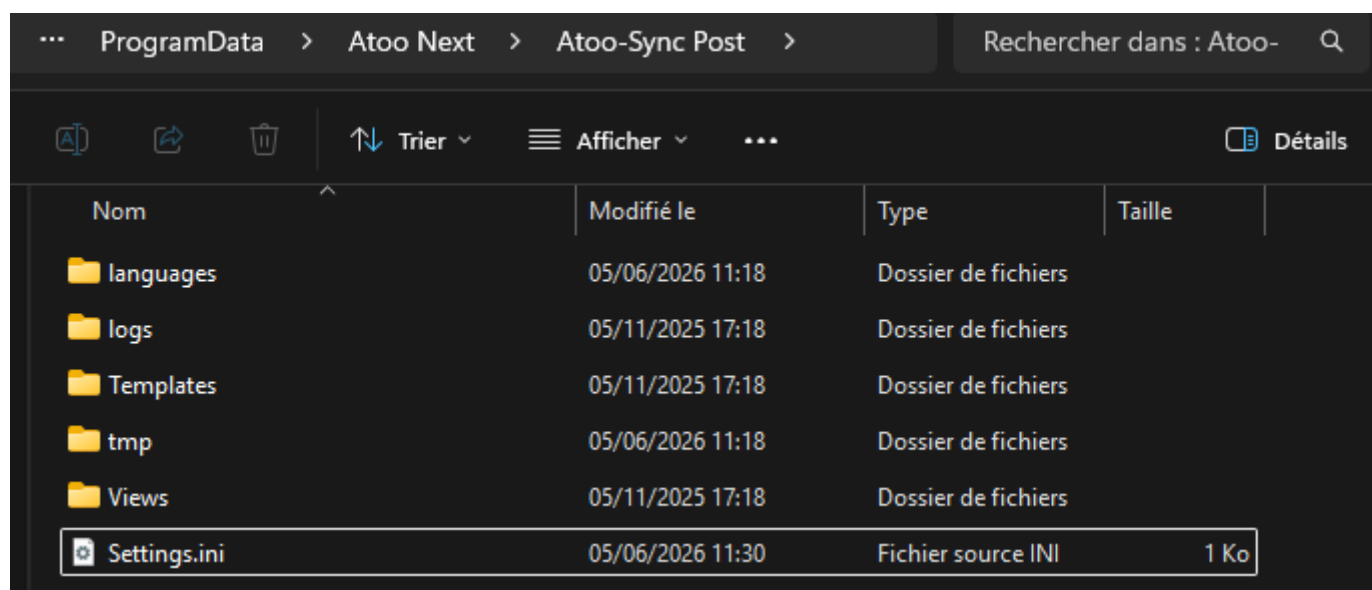 ··· ProgramData > Atoo Next > Atoo-Sync Post > Rechercher dans : Atoo-
Trier Afficher ··· Détails
Nom Modifié le Type Taille
languages 05/06/2026 11:18 Dossier de fichiers
logs 05/11/2025 17:18 Dossier de fichiers
Templates 05/11/2025 17:18 Dossier de fichiers
tmp 05/06/2026 11:18 Dossier de fichiers
Views 05/11/2025 17:18 Dossier de fichiers
Settings.ini 05/06/2026 11:30 Fichier source INI 1 Ko